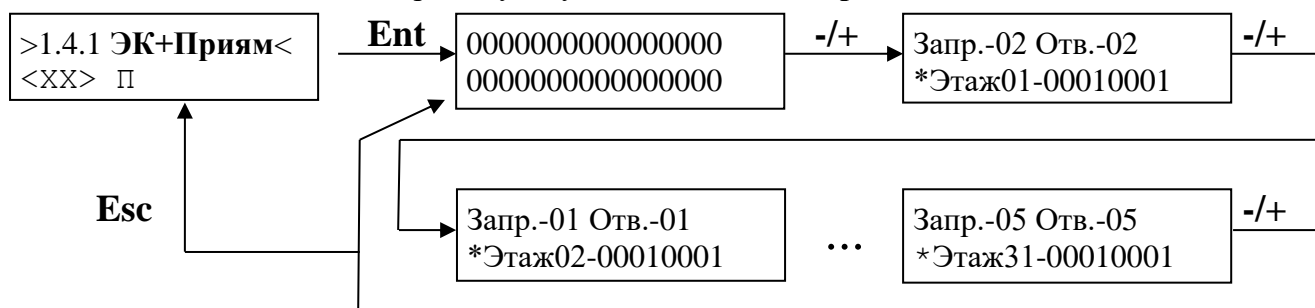 >1.4.1 ЭК+Приям<
<XX> П
Ent
0000000000000000
0000000000000000
-/+
Запр.-02 Отв.-02
*Этаж01-00010001
-/+
Esc
Запр.-01 Отв.-01
*Этаж02-00010001
...
Запр.-05 Отв.-05
*Этаж31-00010001
-/+